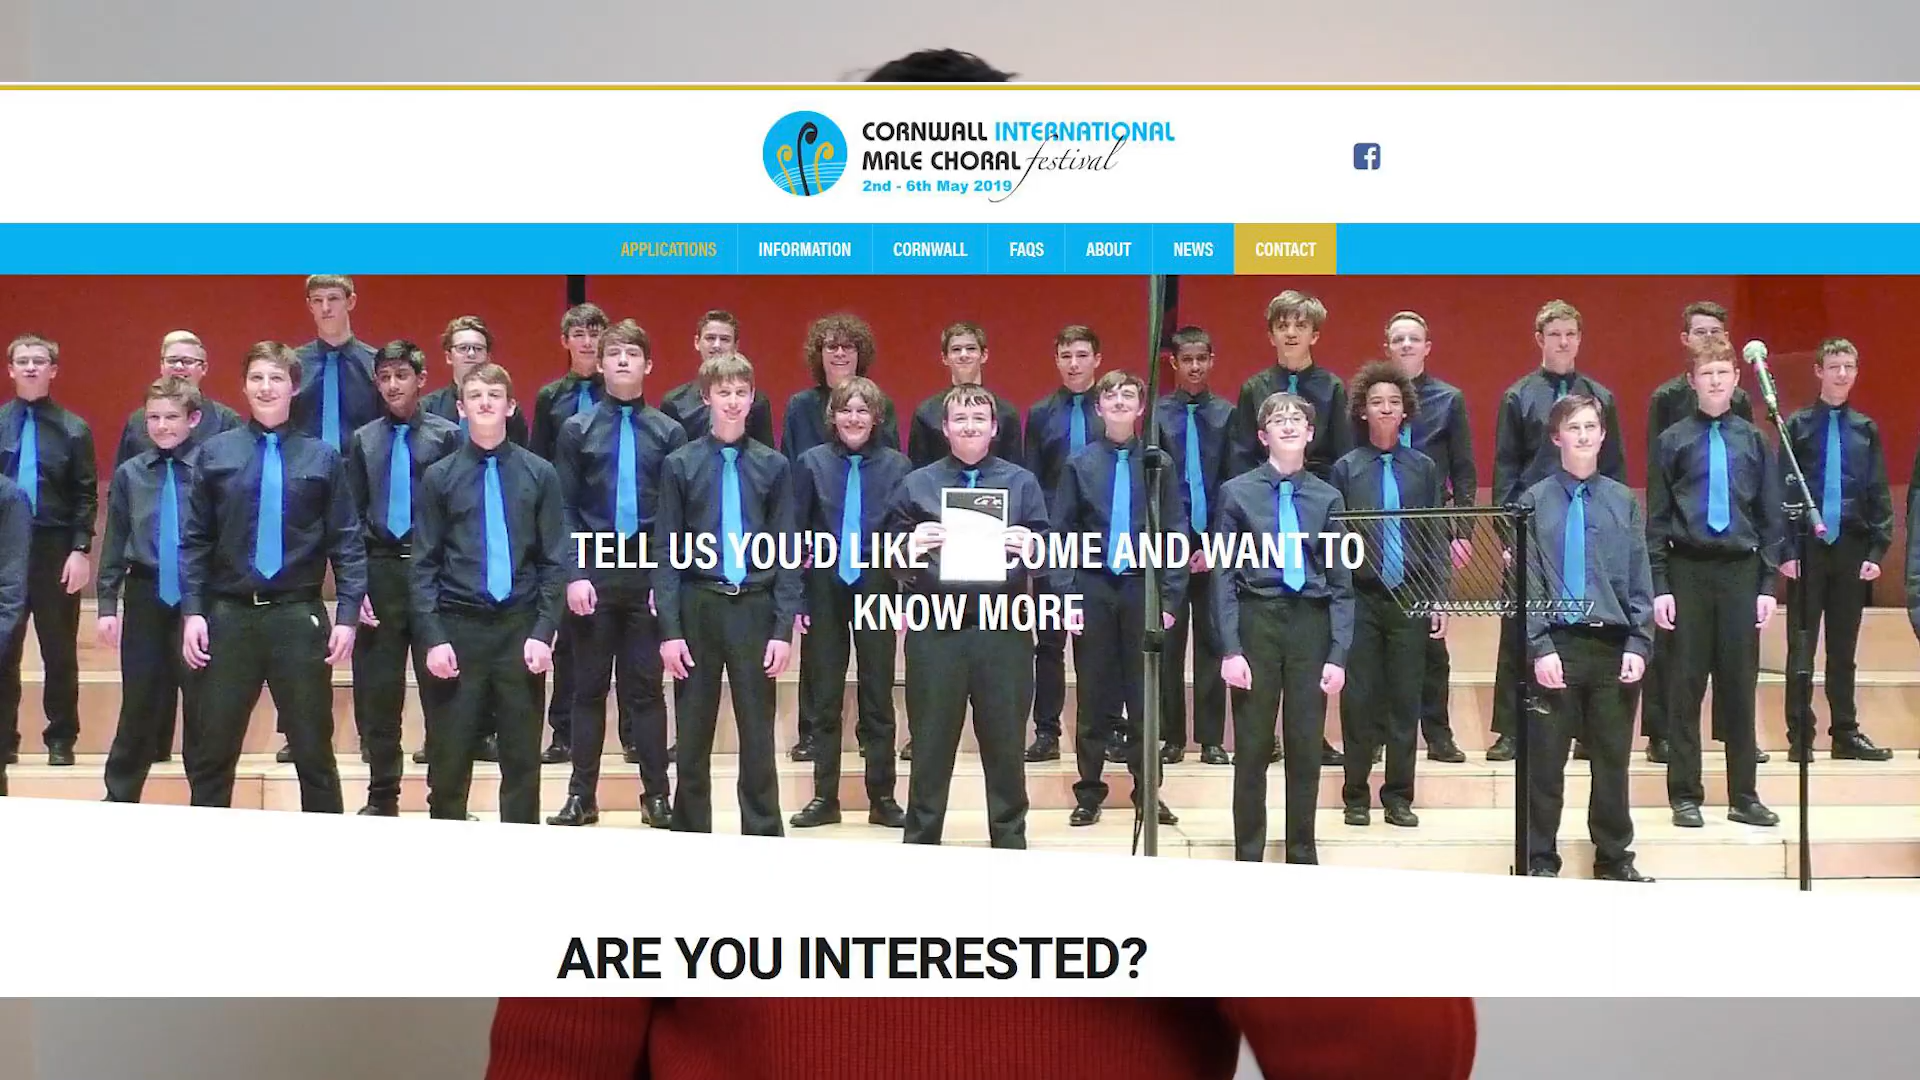 CORNWALL INTERNATIONAL
MALE CHORAL festival
2nd - 6th May 2019
APPLICATIONS INFORMATION CORNWALL FAQS ABOUT NEWS CONTACT
TELL US YOU'D LIKE COME AND WANT TO
KNOW MORE
ARE YOU INTERESTED?